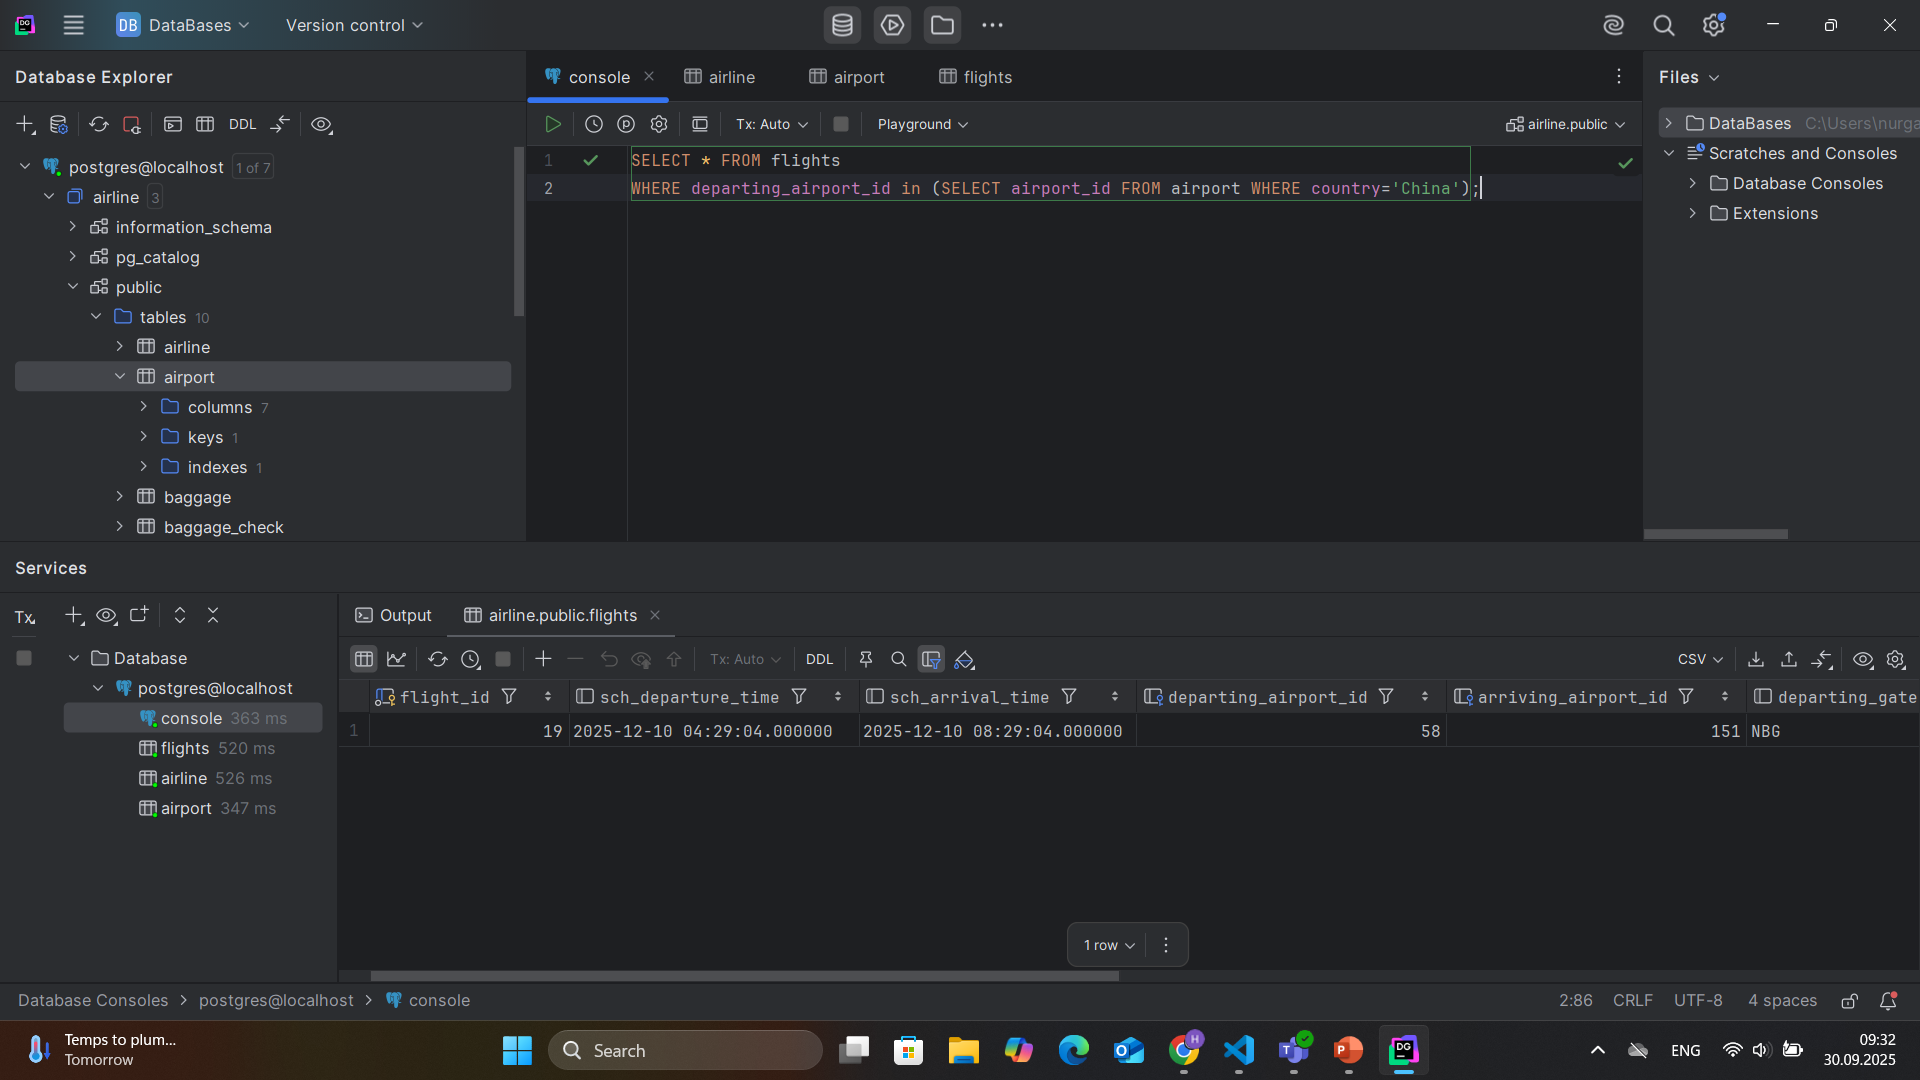 DB DataBases Version control
Database Explorer
console airline airport flights
Files
DDL
Tx: Auto Playground airline.public
DataBases C:\Users\nurga
Scratches and Consoles
Database Consoles
Extensions
postgres@localhost 1 of 7
airline 3
information_schema
pg_catalog
public
tables 10
airline
airport
columns 7
keys 1
indexes 1
baggage
baggage_check
1 SELECT * FROM flights
2 WHERE departing_airport_id in (SELECT airport_id FROM airport WHERE country='China');
Services
Tx
Database
postgres@localhost
console 363 ms
flights 520 ms
airline 526 ms
airport 347 ms
Output airline.public.flights
Tx: Auto DDL CSV
flight_id sch_departure_time sch_arrival_time departing_airport_id arriving_airport_id departing_gate
1 19 2025-12-10 04:29:04.000000 2025-12-10 08:29:04.000000 58 151 NBG
1 row
Database Consoles > postgres@localhost > console
2:86 CRLF UTF-8 4 spaces
Temps to plum...
Tomorrow
Search
H
DG
ENG
09:32
30.09.2025